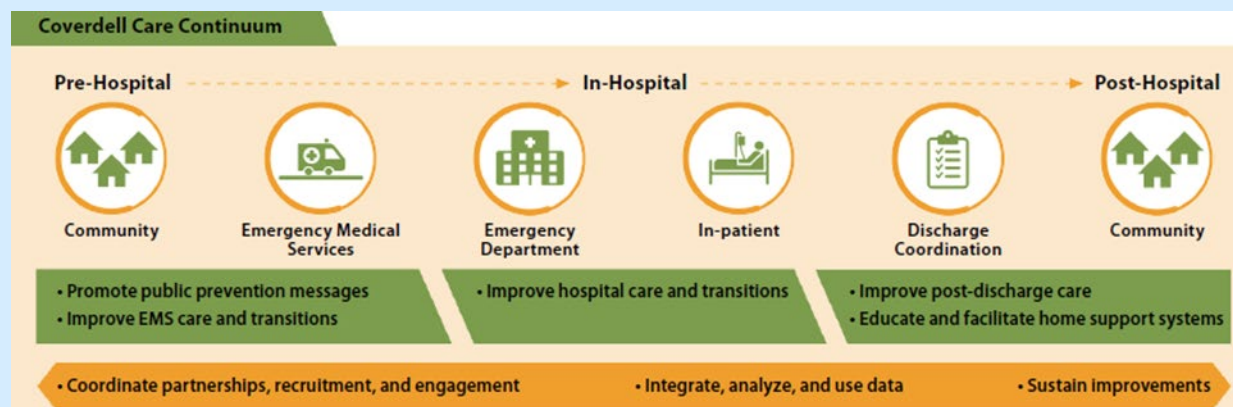 Coverdell Care Continuum
Pre-Hospital
In-Hospital
Post-Hospital
Community
Emergency Medical
Services
Emergency
Department
In-patient
Discharge
Coordination
Community
• Promote public prevention messages
• Improve EMS care and transitions
• Improve hospital care and transitions
• Improve post-discharge care
• Educate and facilitate home support systems
• Coordinate partnerships, recruitment, and engagement
• Integrate, analyze, and use data
• Sustain improvements